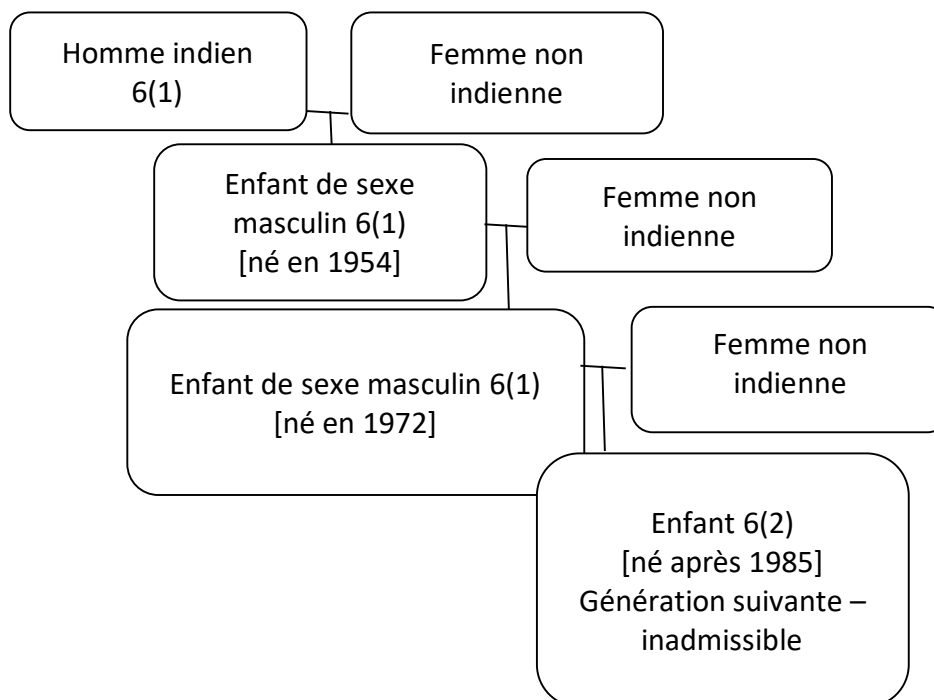 Homme indien
6(1)
Femme non
indienne
Enfant de sexe
masculin 6(1)
[né en 1954]
Femme non
indienne
Enfant de sexe masculin 6(1)
[né en 1972]
Femme non
indienne
Enfant 6(2)
[né après 1985]
Génération suivante –
inadmissible